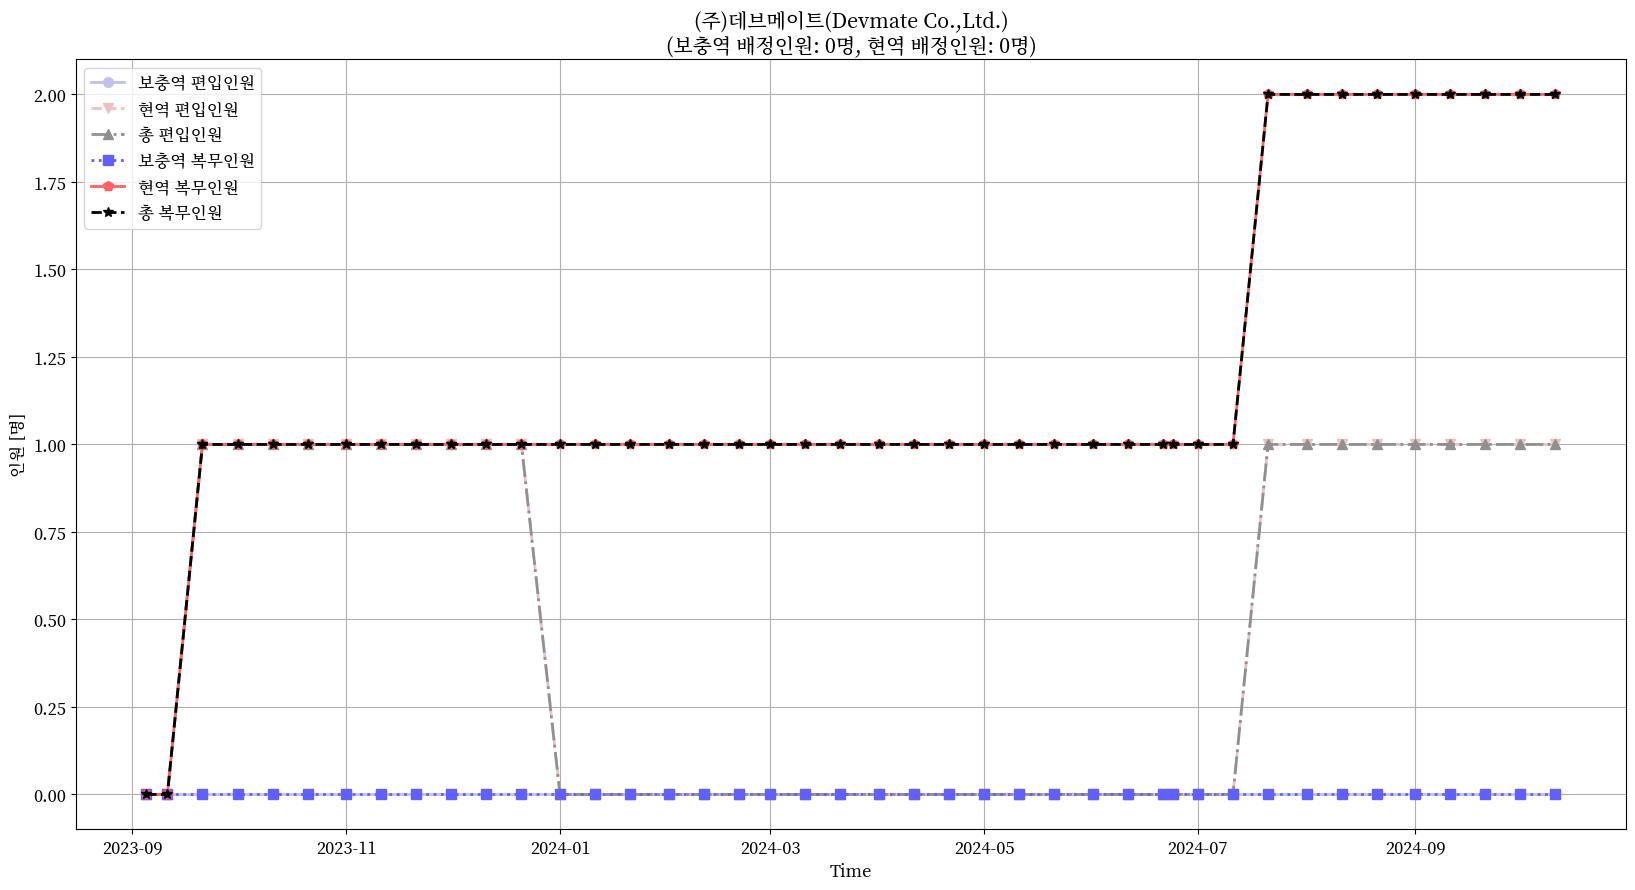 (주)데브메이트(Devmate Co.,Ltd.)
(보충역 배정인원: 0명, 현역 배정인원: 0명)
보충역 편입인원
현역 편입인원
총 편입인원
보충역 복무인원
현역 복무인원
총 복무인원
인원 [명]
2.00
1.75
1.50
1.25
1.00
0.75
0.50
0.25
0.00
2023-09
2023-11
2024-01
2024-03
2024-05
2024-07
2024-09
Time